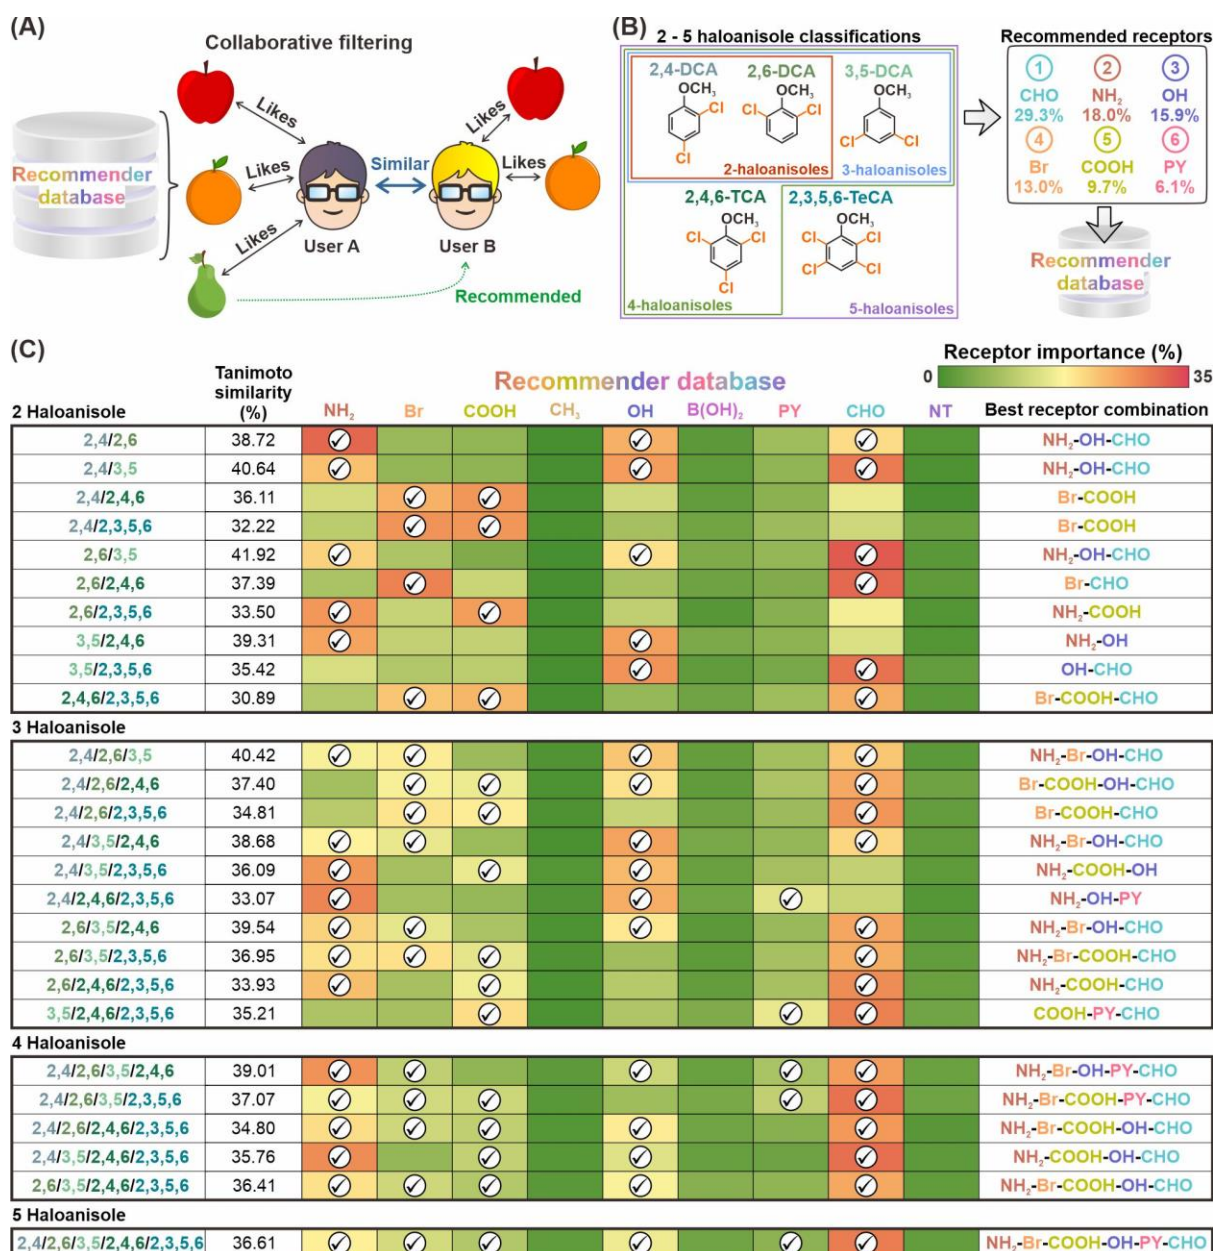 (A)
Collaborative filtering
Recommender
database
Likes
Likes
Likes
Similar
Likes
Likes
User A
User B
Recommended
(B)
2 - 5 haloanisole classifications
2,4-DCA
2,6-DCA
3,5-DCA
OCH₃
Cl
Cl
OCH₃
Cl
Cl
OCH₃
Cl
Cl
2-haloanisoles
3-haloanisoles
2,4,6-TCA
2,3,5,6-TeCA
OCH₃
Cl
Cl
Cl
OCH₃
Cl
Cl
Cl
Cl
4-haloanisoles
5-haloanisoles
Recommended receptors
1 2 3
CHO NH₂ OH
29.3% 18.0% 15.9%
4 5 6
Br COOH PY
13.0% 9.7% 6.1%
Recommender
database
(C)
Receptor importance (%)
0 35
Recommender database
2 Haloanisole Tanimoto similarity (%) NH₂ Br COOH CH₃ OH B(OH)₂ PY CHO NT Best receptor combination
2,4/2,6 38.72 ✓ ✓ ✓ NH₂-OH-CHO
2,4/3,5 40.64 ✓ ✓ ✓ NH₂-OH-CHO
2,4/2,4,6 36.11 ✓ ✓ Br-COOH
2,4/2,3,5,6 32.22 ✓ ✓ Br-COOH
2,6/3,5 41.92 ✓ ✓ ✓ NH₂-OH-CHO
2,6/2,4,6 37.39 ✓ ✓ Br-CHO
2,6/2,3,5,6 33.50 ✓ ✓ NH₂-COOH
3,5/2,4,6 39.31 ✓ ✓ NH₂-OH
3,5/2,3,5,6 35.42 ✓ ✓ OH-CHO
2,4,6/2,3,5,6 30.89 ✓ ✓ ✓ Br-COOH-CHO
3 Haloanisole
2,4/2,6/3,5 40.42 ✓ ✓ ✓ ✓ NH₂-Br-OH-CHO
2,4/2,6/2,4,6 37.40 ✓ ✓ ✓ ✓ Br-COOH-OH-CHO
2,4/2,6/2,3,5,6 34.81 ✓ ✓ ✓ Br-COOH-CHO
2,4/3,5/2,4,6 38.68 ✓ ✓ ✓ ✓ NH₂-Br-OH-CHO
2,4/3,5/2,3,5,6 36.09 ✓ ✓ ✓ NH₂-COOH-OH
2,4/2,4,6/2,3,5,6 33.07 ✓ ✓ ✓ NH₂-OH-PY
2,6/3,5/2,4,6 39.54 ✓ ✓ ✓ ✓ NH₂-Br-OH-CHO
2,6/3,5/2,3,5,6 36.95 ✓ ✓ ✓ ✓ NH₂-Br-COOH-CHO
2,6/2,4,6/2,3,5,6 33.93 ✓ ✓ ✓ NH₂-COOH-CHO
3,5/2,4,6/2,3,5,6 35.21 ✓ ✓ ✓ COOH-PY-CHO
4 Haloanisole
2,4/2,6/3,5/2,4,6 39.01 ✓ ✓ ✓ ✓ ✓ NH₂-Br-OH-PY-CHO
2,4/2,6/3,5/2,3,5,6 37.07 ✓ ✓ ✓ ✓ ✓ NH₂-Br-COOH-PY-CHO
2,4/2,6/2,4,6/2,3,5,6 34.80 ✓ ✓ ✓ ✓ ✓ NH₂-Br-COOH-OH-CHO
2,4/3,5/2,4,6/2,3,5,6 35.76 ✓ ✓ ✓ ✓ NH₂-COOH-OH-CHO
2,6/3,5/2,4,6/2,3,5,6 36.41 ✓ ✓ ✓ ✓ ✓ NH₂-Br-COOH-OH-CHO
5 Haloanisole
2,4/2,6/3,5/2,4,6/2,3,5,6 36.61 ✓ ✓ ✓ ✓ ✓ ✓ NH₂-Br-COOH-OH-PY-CHO